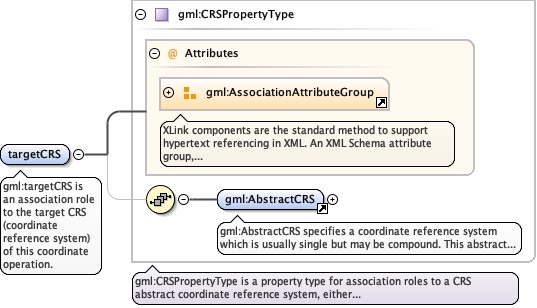 gml:CRSPropertyType
@ Attributes
gml:AssociationAttributeGroup
XLink components are the standard method to support
hypertext referencing in XML. An XML Schema attribute
group,...
targetCRS
gml:targetCRS is
an association role
to the target CRS
(coordinate
reference system)
of this coordinate
operation.
gml:AbstractCRS
gml:AbstractCRS specifies a coordinate reference system
which is usually single but may be compound. This abstract...
gml:CRSPropertyType is a property type for association roles to a CRS
abstract coordinate reference system, either...